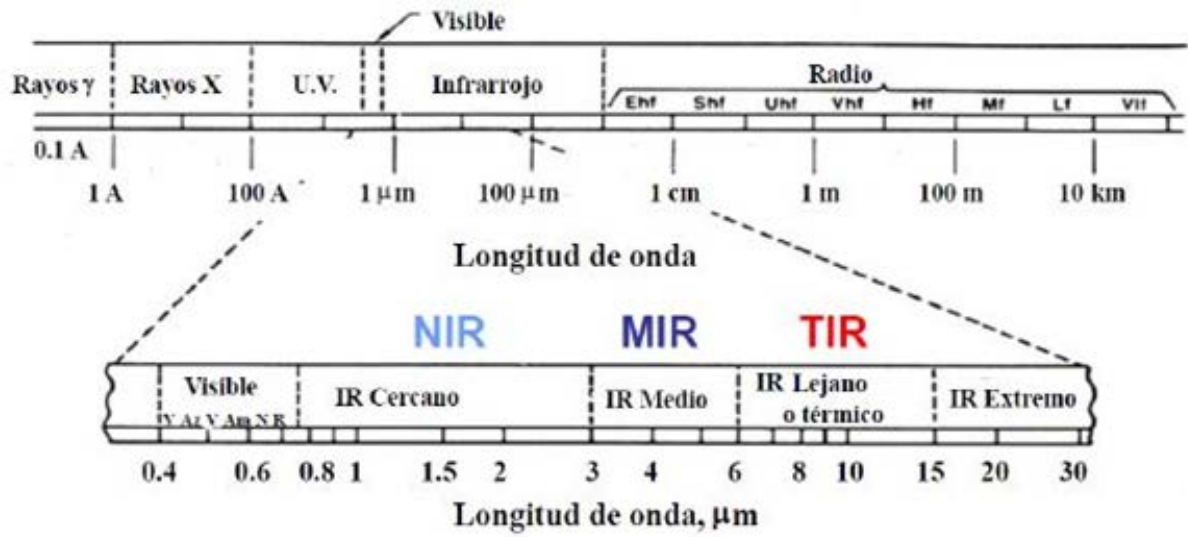 Visible
Rayos γ Rayos X U.V. Infrarrojo Radio
Ehf Shf Uhf Vhf Hf Mf Lf Vlf
0.1 A
1 A 100 A 1 μm 100 μm 1 cm 1 m 100 m 10 km
Longitud de onda
NIR MIR TIR
Visible IR Cercano IR Medio IR Lejano o térmico IR Extremo
V Az V Am N R
0.4 0.6 0.8 1 1.5 2 3 4 6 8 10 15 20 30
Longitud de onda, μm